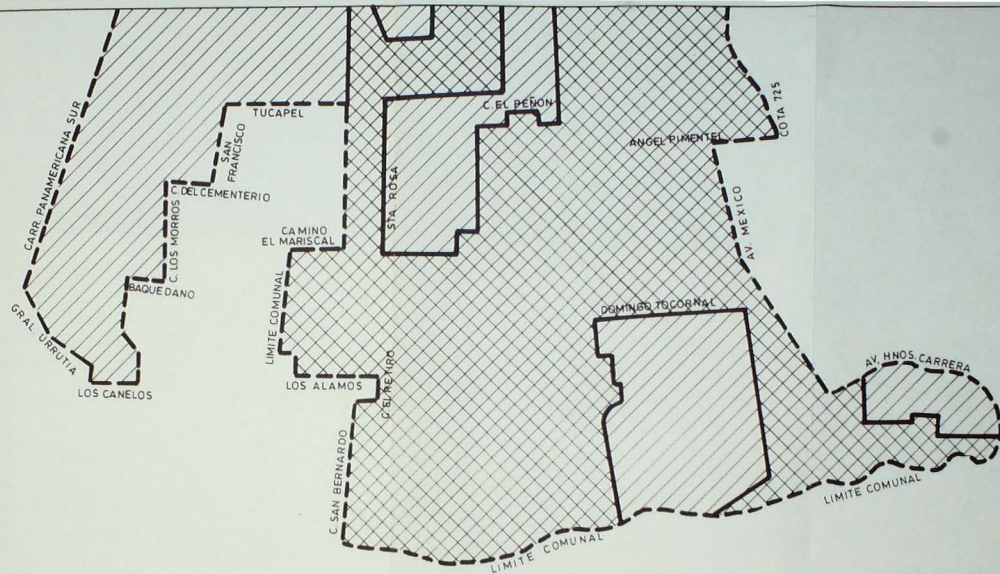 CARR. PANAMERICANA SUR
TUCAPEL
SAN
FRANCISCO
C. DEL CEMENTERIO
C. LOS MORROS
BAQUEDANO
GRAL URRUTIA
LOS CANELOS
CAMINO
EL MARISCAL
LIMITE COMUNAL
LOS ALAMOS
C. EL RETIRO
C. SAN BERNARDO
STA. ROSA
C. EL PEÑON
ANGEL PIMENTEL
COTA 725
AV. MEXICO
DOMINGO TOCORNAL
AV. HNOS. CARRERA
LIMITE COMUNAL
LIMITE COMUNAL